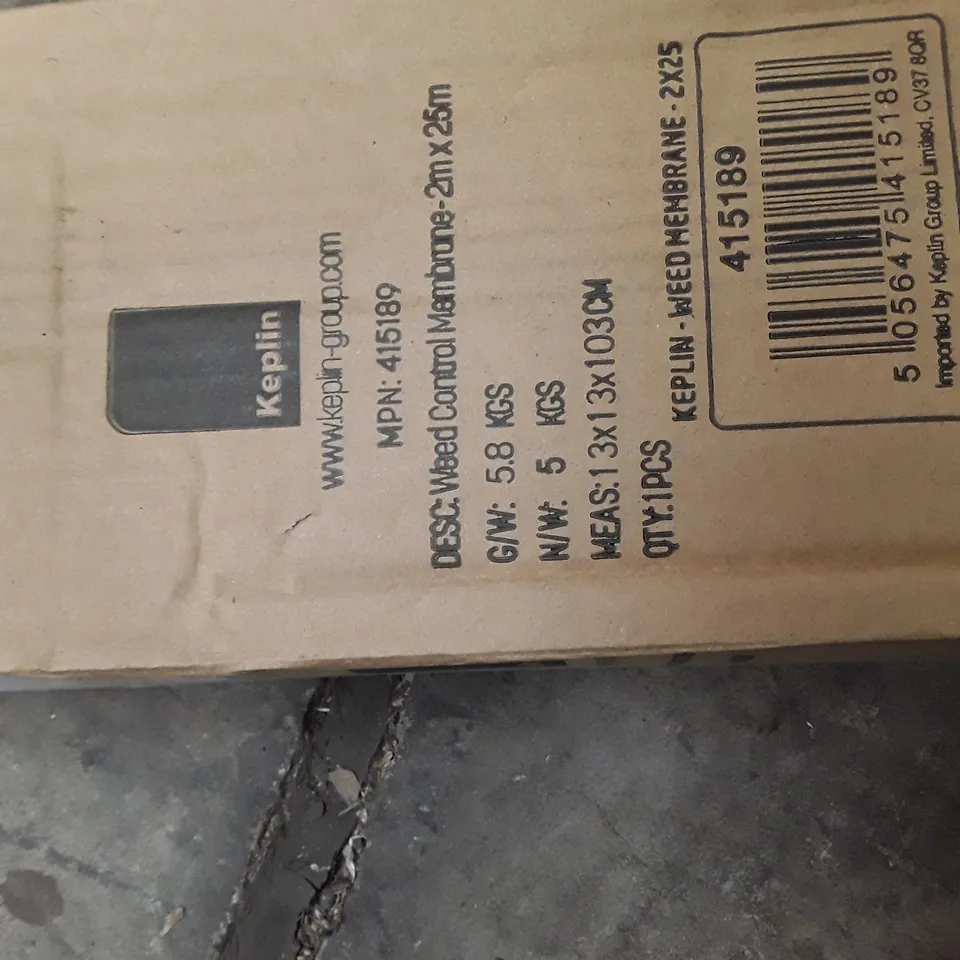 Keplin
www.keplin-group.com
MPN: 415189
DESC: Weed Control Membrane-2m x 25m
G/W: 5.8 KGS
N/W: 5 KGS
MEAS:13x13x103CM
QTY:1PCS
KEPLIN - WEED MEMBRANE - 2X25
415189
5 056475 415189
Imported by Keplin Group Limited, CV37 8QR